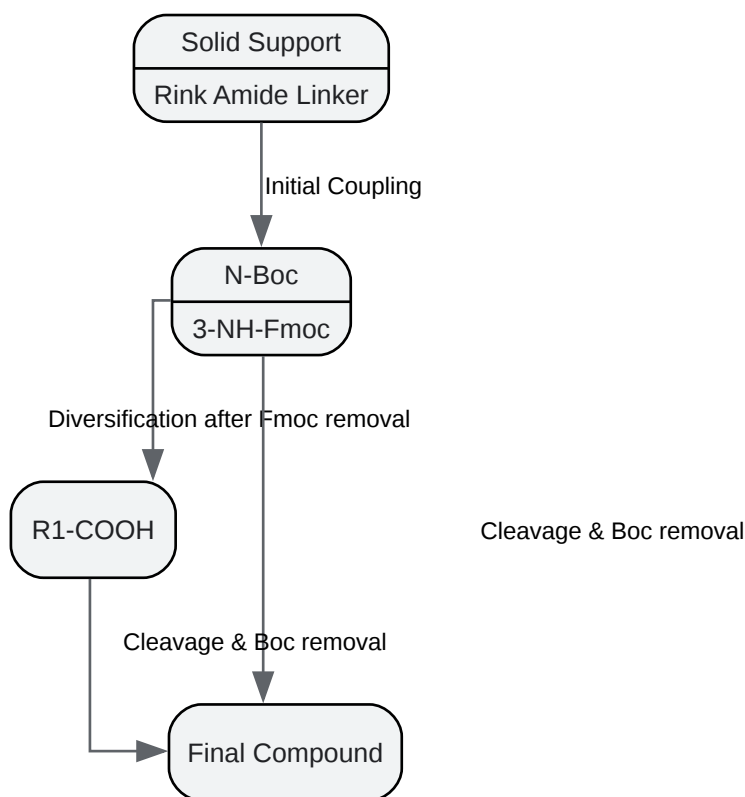 Solid Support
Rink Amide Linker
Initial Coupling
N-Boc
3-NH-Fmoc
Diversification after Fmoc removal
R1-COOH
Cleavage & Boc removal
Cleavage & Boc removal
Final Compound